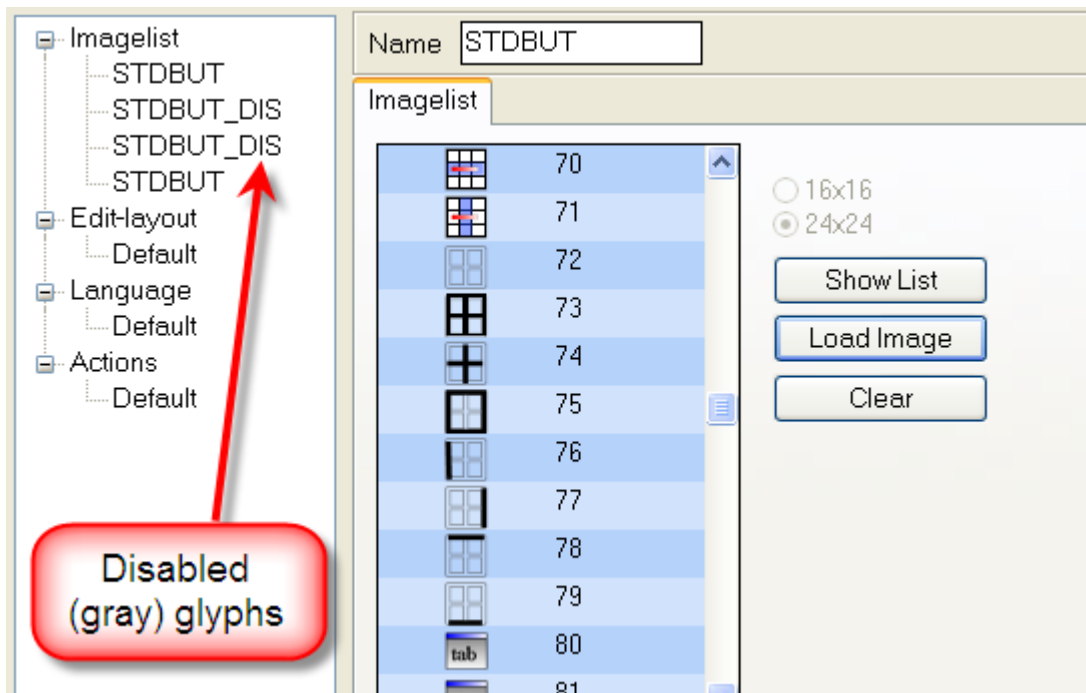 Imagelist
STDBUT
STDBUT_DIS
STDBUT_DIS
STDBUT
Edit-layout
Default
Language
Default
Actions
Default
Disabled
(gray) glyphs
Name STDBUT
Imagelist
70
71
72
73
74
75
76
77
78
79
tab 80
81
16x16
24x24
Show List
Load Image
Clear